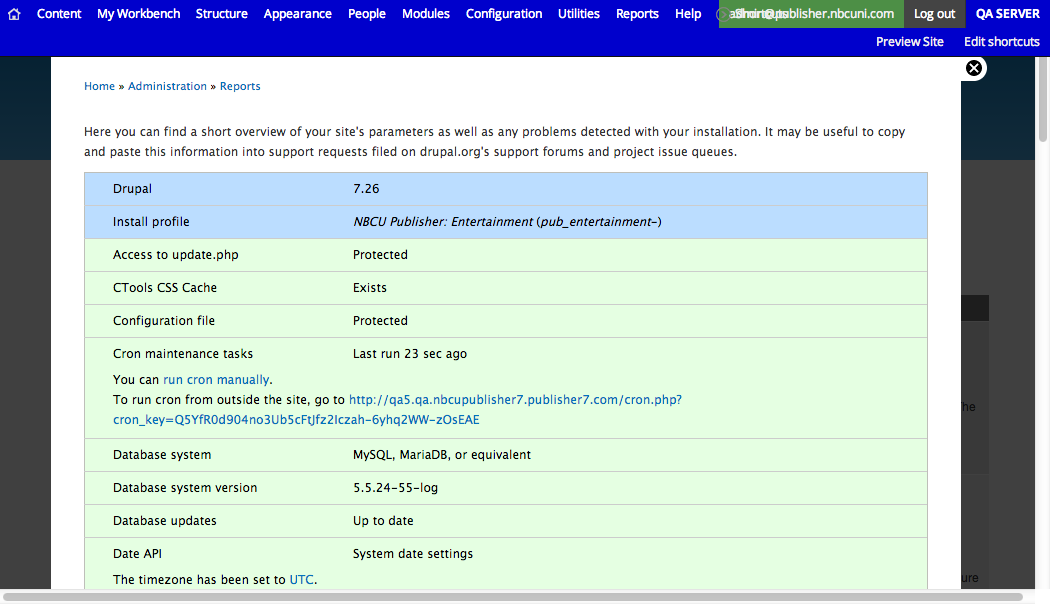 Content My Workbench Structure Appearance People Modules Configuration Utilities Reports Help publisher.nbcuni.com Log out QA SERVER
Preview Site Edit shortcuts
Home » Administration » Reports
Here you can find a short overview of your site's parameters as well as any problems detected with your installation. It may be useful to copy
and paste this information into support requests filed on drupal.org's support forums and project issue queues.
Drupal 7.26
Install profile NBCU Publisher: Entertainment (pub_entertainment-)
Access to update.php Protected
CTools CSS Cache Exists
Configuration file Protected
Cron maintenance tasks Last run 23 sec ago
You can run cron manually.
To run cron from outside the site, go to http://qa5.qa.nbcupublisher7.publisher7.com/cron.php?
cron_key=Q5YfR0d904no3Ub5cFtJfz2Iczah-6yhq2WW-zOsEAE
Database system MySQL, MariaDB, or equivalent
Database system version 5.5.24-55-log
Database updates Up to date
Date API System date settings
The timezone has been set to UTC.